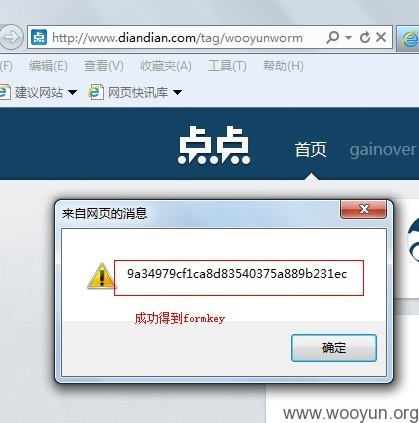 http://www.diandian.com/tag/wooyunworm
(F) 编辑(E) 查看(V) 收藏夹(A) 工具(T) 帮助(H)
建议网站 网页快讯库
点点 首页 gainover
来自网页的消息
9a34979cf1ca8d83540375a889b231ec
成功得到formkey
确定
www.wooyun.org